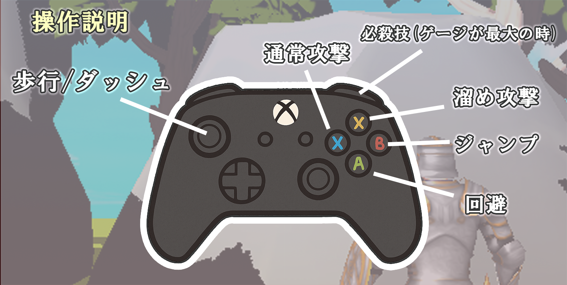 操作説明
必殺技(ゲージが最大の時)
通常攻撃
歩行/ダッシュ
溜め攻撃
X
X
B
ジャンプ
A
回避